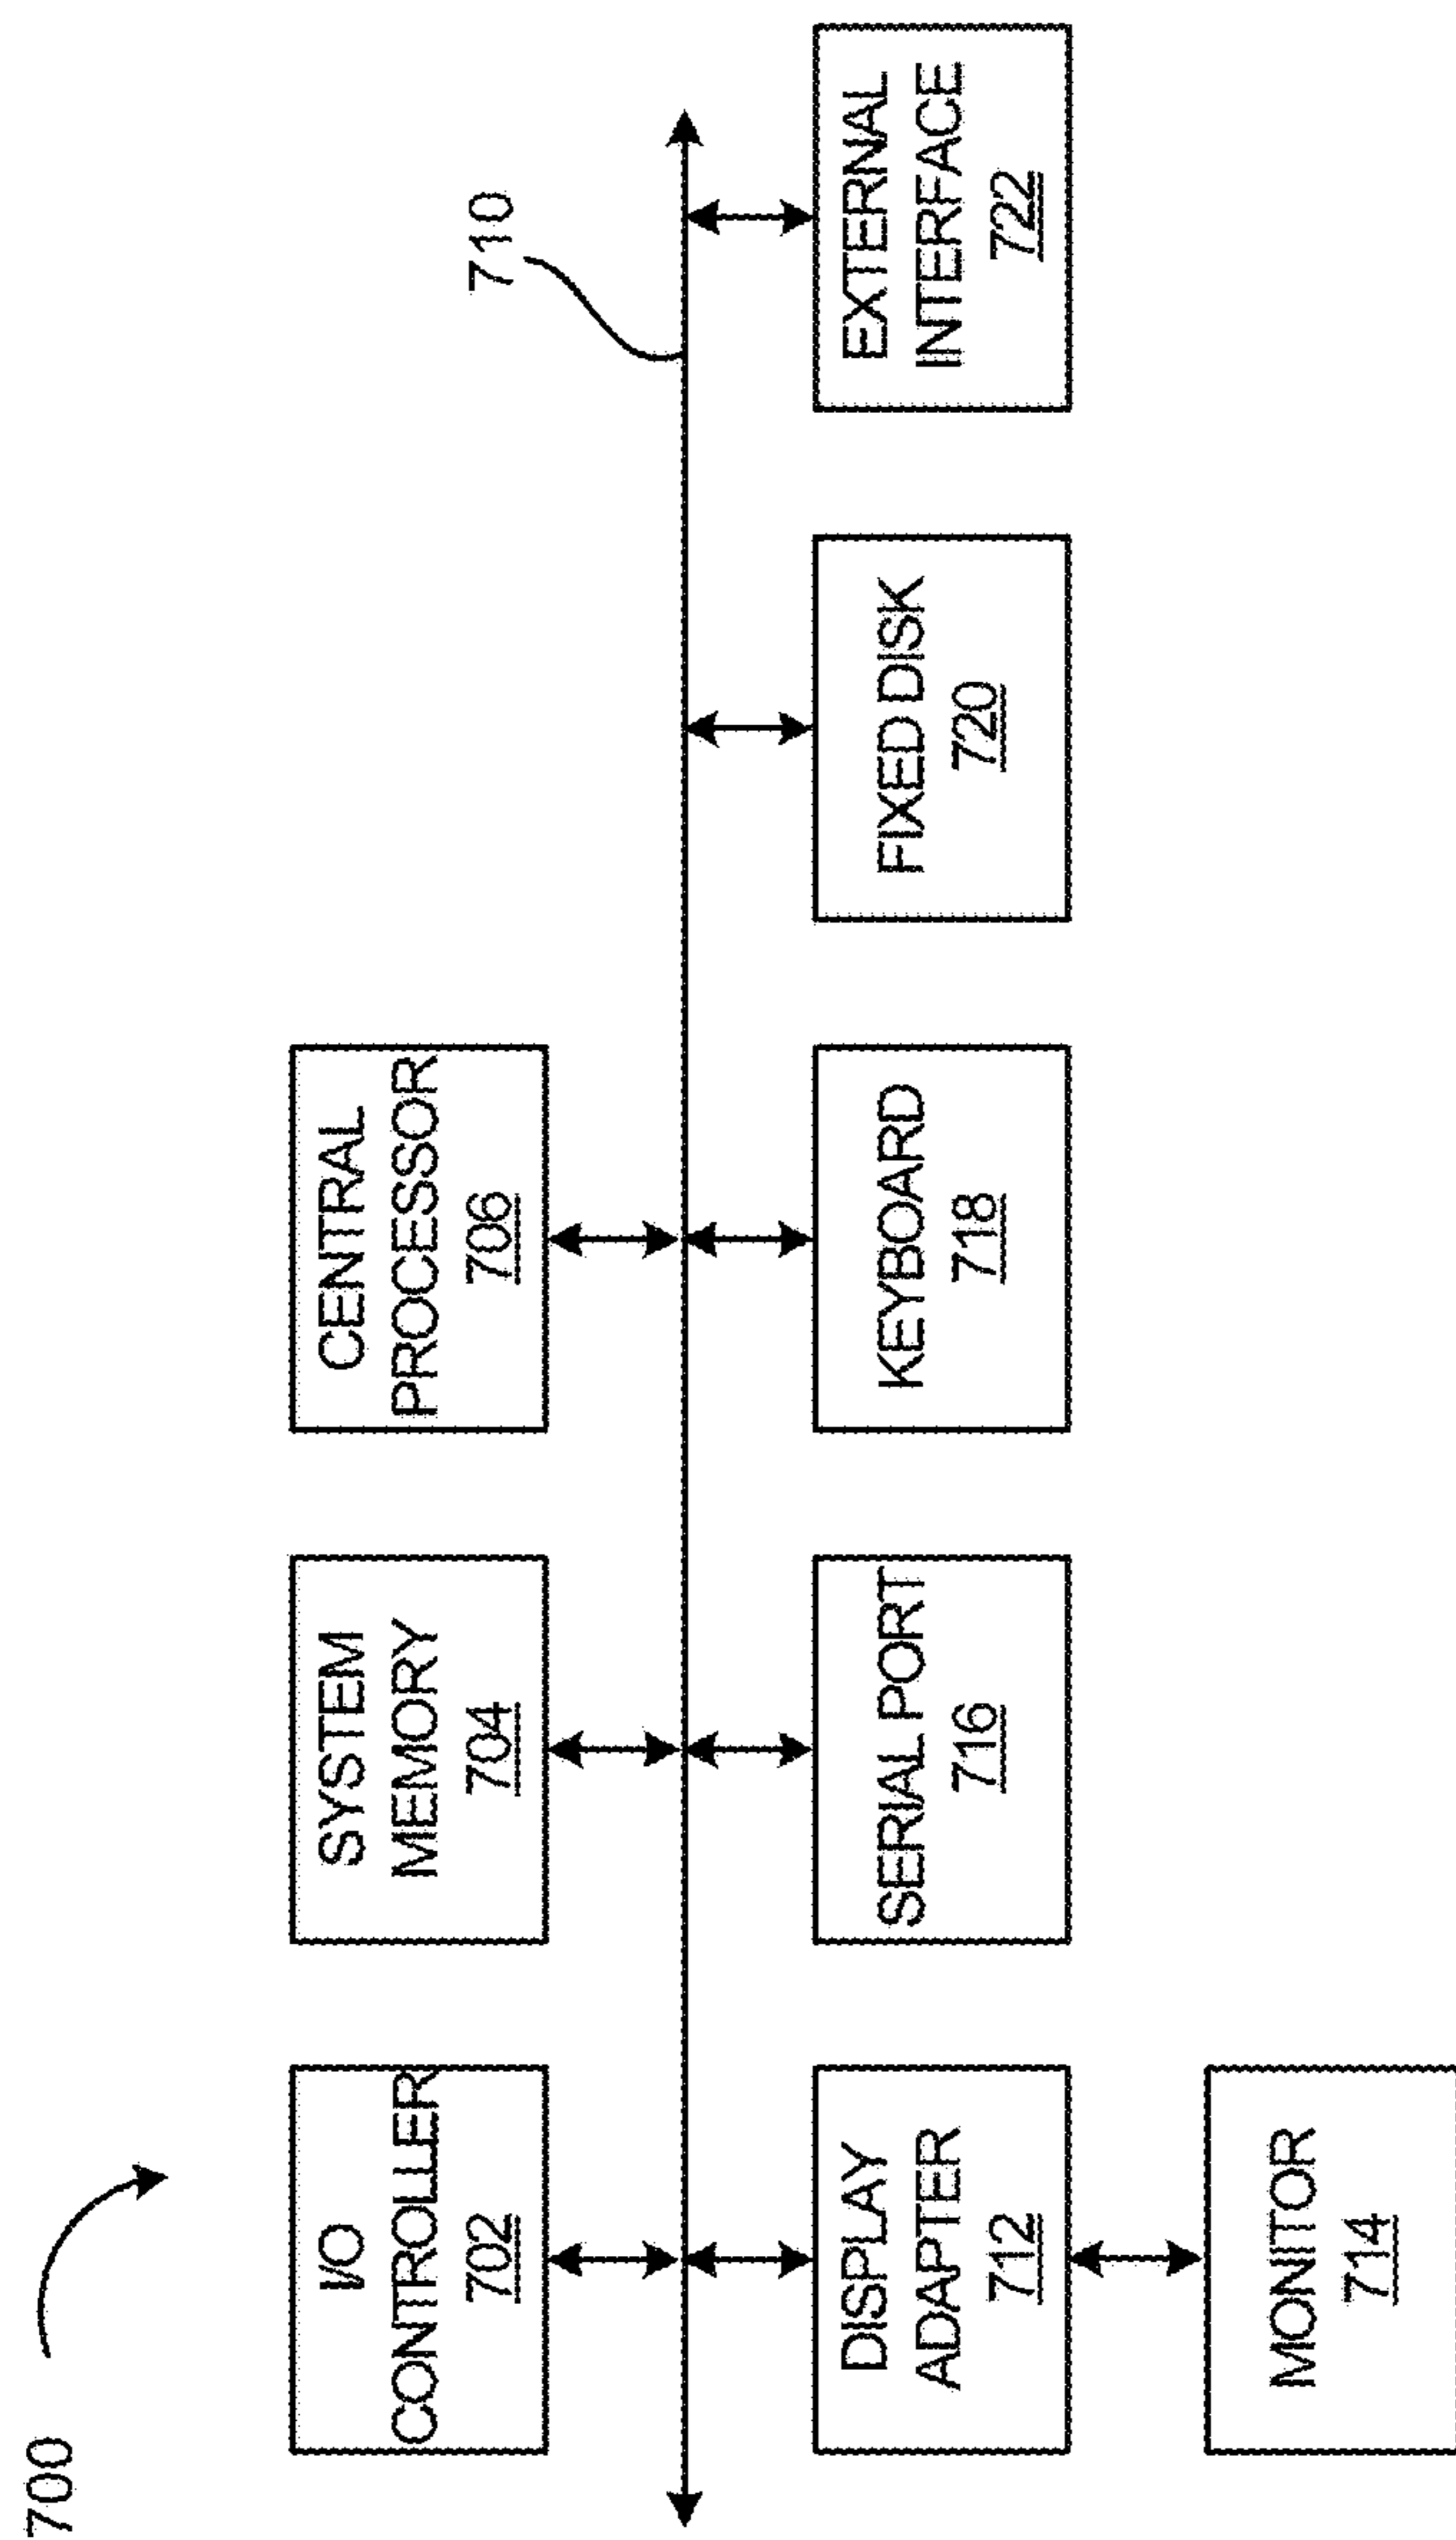 700
I/O
CONTROLLER
702
SYSTEM
MEMORY
704
CENTRAL
PROCESSOR
706
710
DISPLAY
ADAPTER
712
SERIAL PORT
716
KEYBOARD
718
FIXED DISK
720
EXTERNAL
INTERFACE
722
MONITOR
714